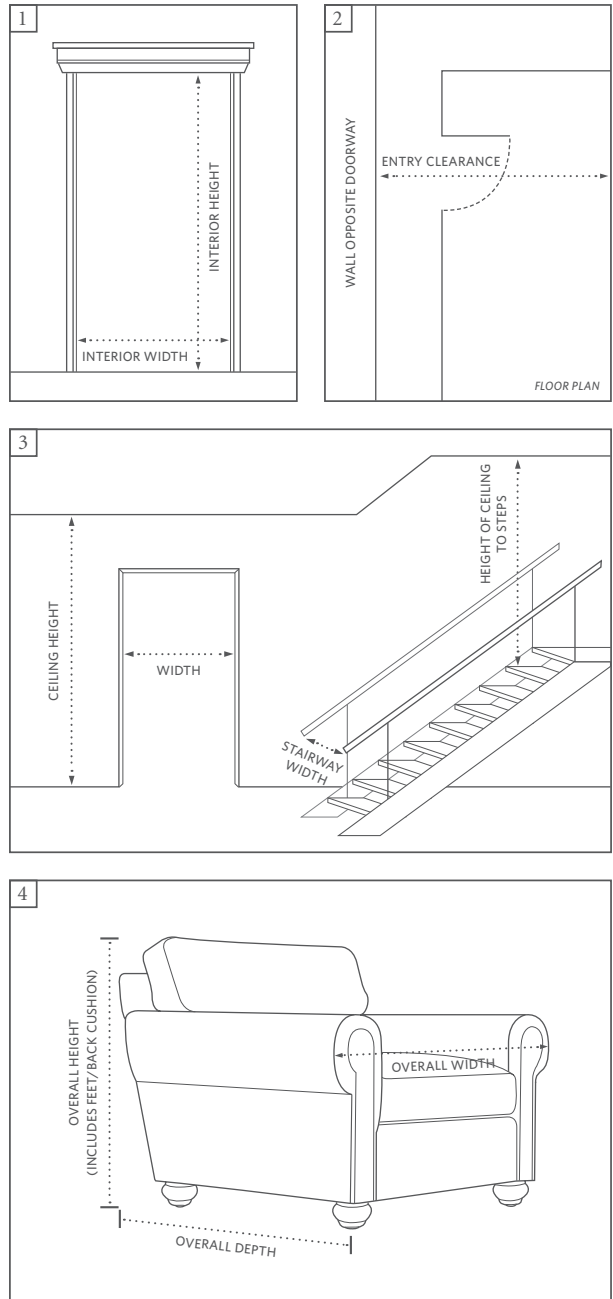 1
INTERIOR HEIGHT
INTERIOR WIDTH
2
WALL OPPOSITE DOORWAY
ENTRY CLEARANCE
FLOOR PLAN
3
CEILING HEIGHT
WIDTH
HEIGHT OF CEILING
TO STEPS
STAIRWAY
WIDTH
4
OVERALL HEIGHT
(INCLUDES FEET/BACK CUSHION)
OVERALL WIDTH
OVERALL DEPTH